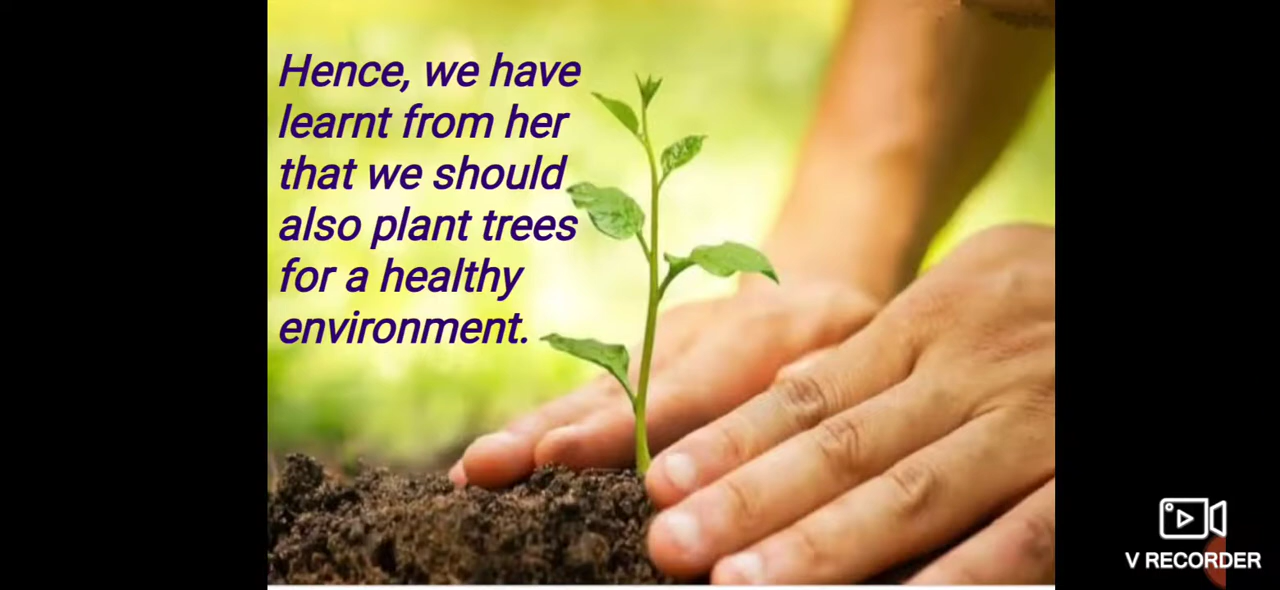 Hence, we have
learnt from her
that we should
also plant trees
for a healthy
environment.
V RECORDER